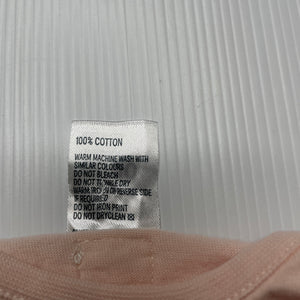 100% COTTON
WARM MACHINE WASH WITH
SIMILAR COLOURS
DO NOT BLEACH
DO NOT TUMBLE DRY
WARM IRON ON REVERSE SIDE
IF REQUIRED
DO NOT IRON PRINT
DO NOT DRYCLEAN